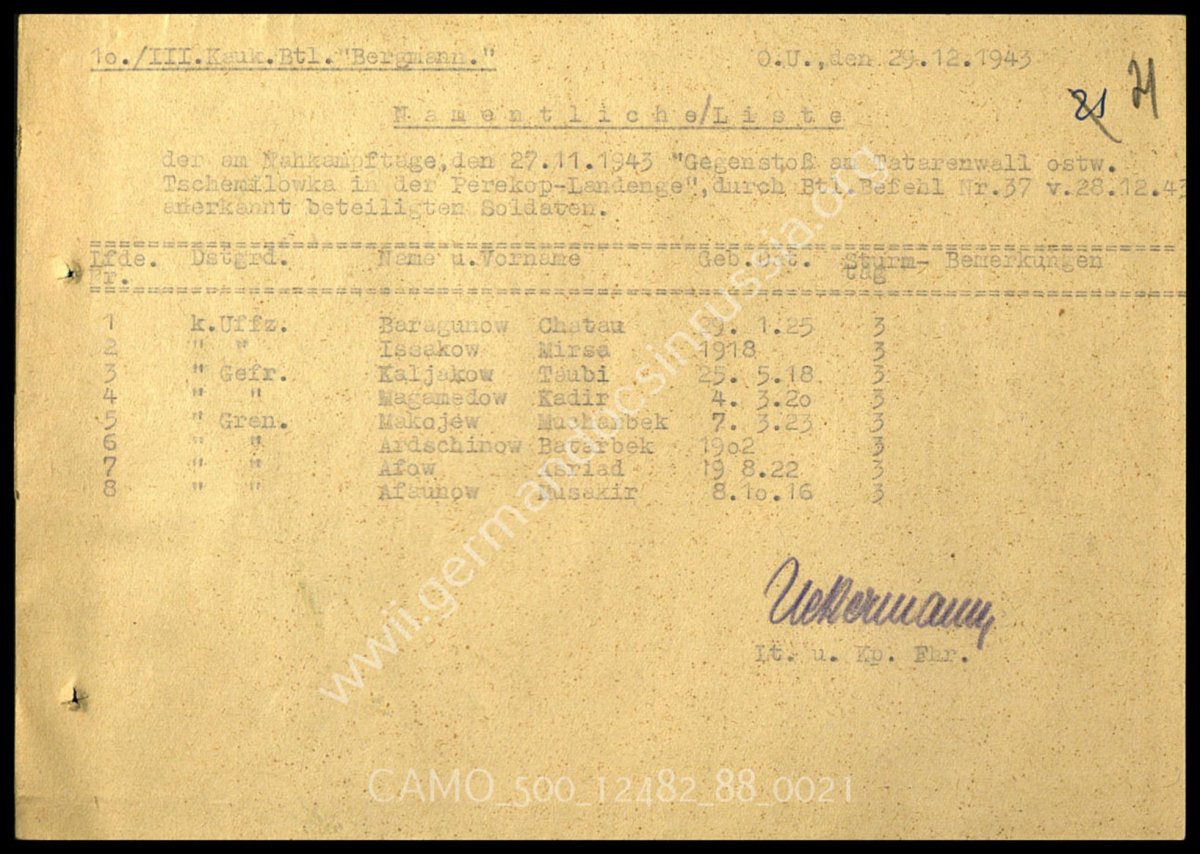 1o./III.Kauk.Btl."Bergmann." O.U.,den 29.12.1943
21 21
Namentliche/Liste
der am Nahkampftage,den 27.11.1943 "Gegenstoß am Tatarenwall ostw.
Tschemilowka in der Perekop-Landenge",durch Btl.Befehl Nr.37 v.28.12.43
anerkannt beteiligten Soldaten.
Lfde. Dstgrd. Name u.Vorname Geb.Dat. Sturm- Bemerkungen
Nr. tag
1 k.Uffz. Baragunow Chatau 29. 1.25 3
2 " " Issakow Mirsa 1918 3
3 " Gefr. Kaljakow Taubi 25. 5.18 3
4 " " Magamedow Kadir 4. 3.2o 3
5 " Gren. Makojew Mucharbek 7. 3.23 3
6 " " Ardschinow Batarbek 19o2 3
7 " " Afow Asriad 19 8.22 3
8 " " Afaunow Musakir 8.1o.16 3
Uekermann
Lt. u. Kp. Fhr.
www.germandocsinrussia.org
CAMO_500_12482_88_0021